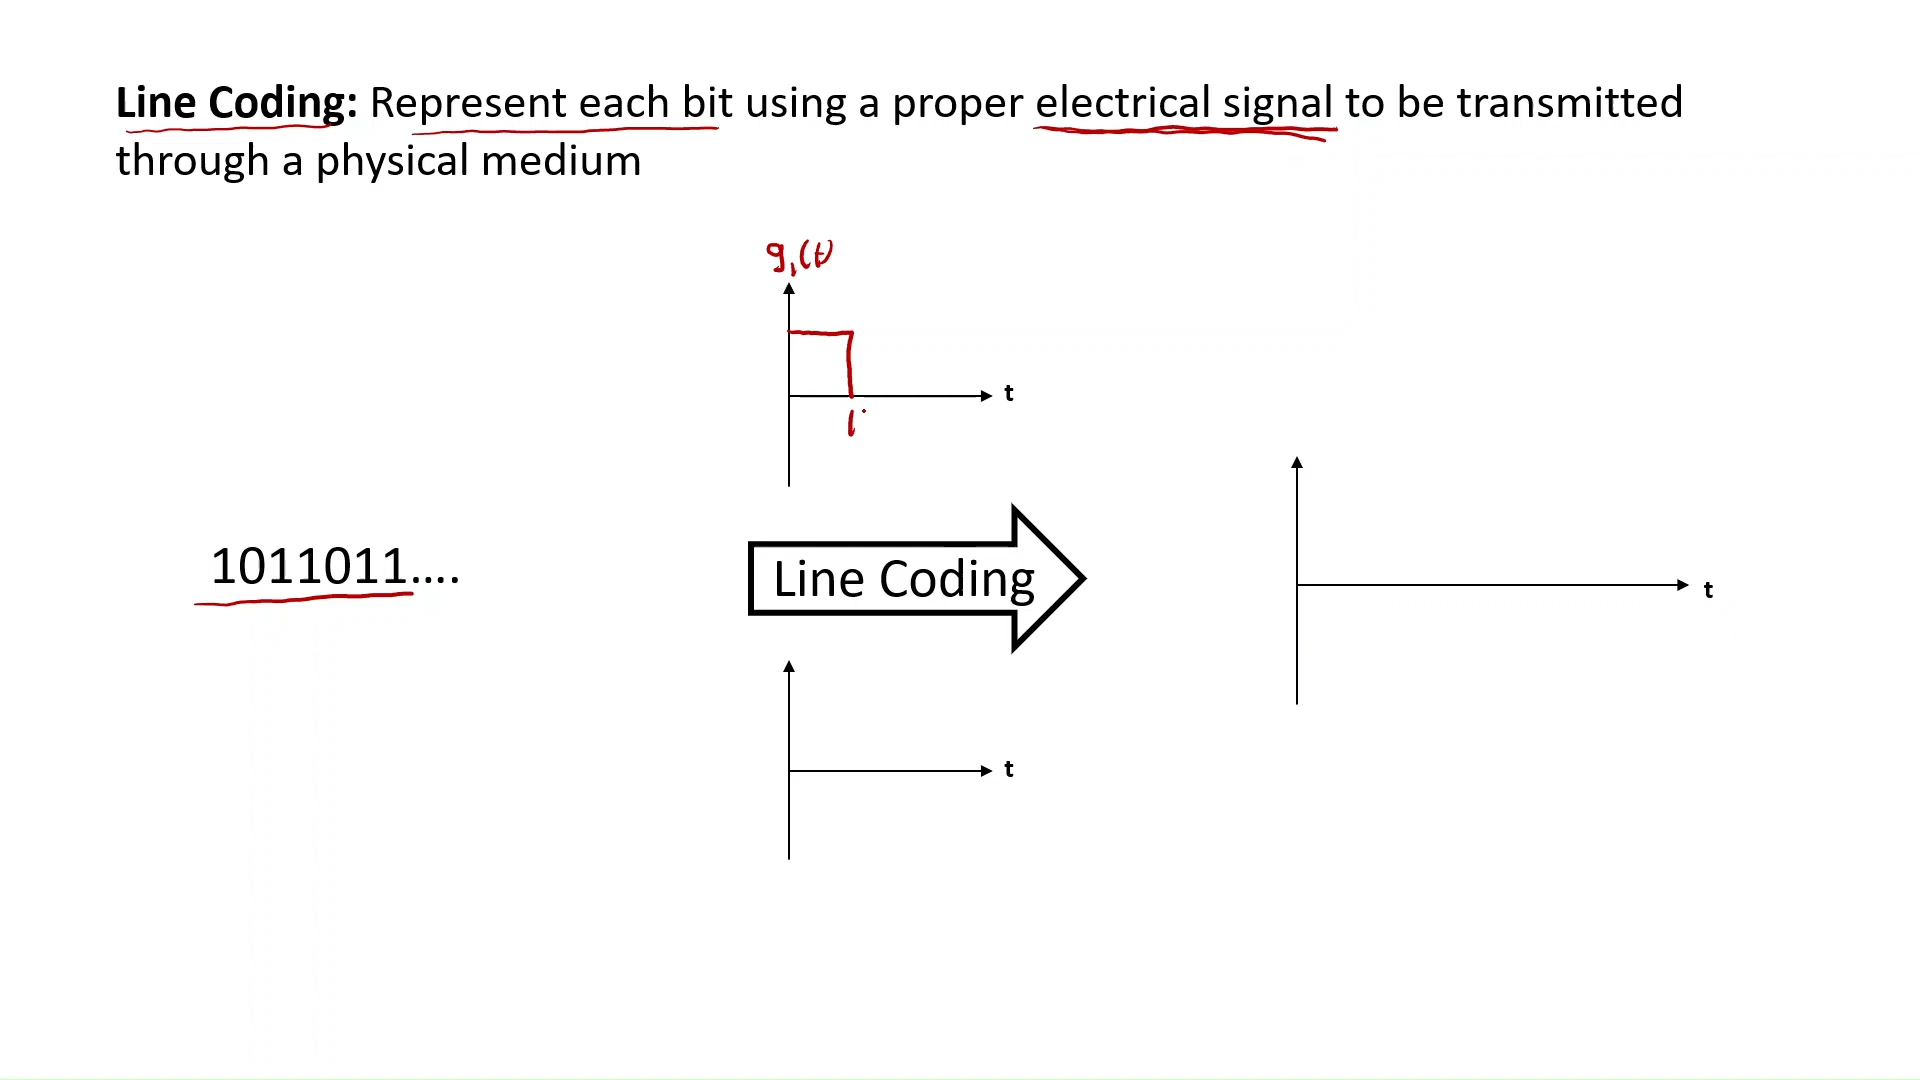 Line Coding: Represent each bit using a proper electrical signal to be transmitted
through a physical medium
g₁(t)
t
1011011....
Line Coding
t
t